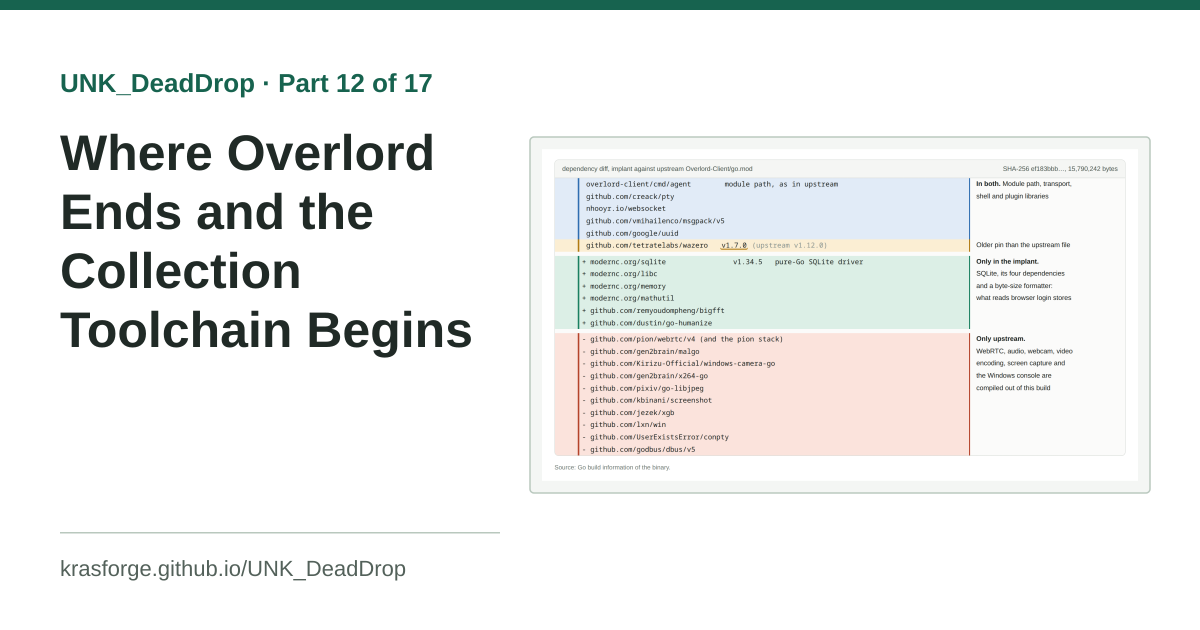 UNK_DeadDrop · Part 12 of 17
Where Overlord
Ends and the
Collection
Toolchain Begins
dependency diff, implant against upstream Overlord-Client/go.mod
SHA-256 ef183bbb…, 15,790,242 bytes
overlord-client/cmd/agent module path, as in upstream
In both. Module path, transport,
github.com/creack/pty
shell and plugin libraries
nhooyr.io/websocket
github.com/vmihailenco/msgpack/v5
github.com/google/uuid
github.com/tetratelabs/wazero v1.7.0 (upstream v1.12.0)
Older pin than the upstream file
+ modernc.org/sqlite v1.34.5 pure-Go SQLite driver
Only in the implant.
+ modernc.org/libc
SQLite, its four dependencies
+ modernc.org/memory
and a byte-size formatter:
+ modernc.org/mathutil
what reads browser login stores
+ github.com/remyoudompheng/bigfft
+ github.com/dustin/go-humanize
- github.com/pion/webrtc/v4 (and the pion stack)
Only upstream.
- github.com/gen2brain/malgo
WebRTC, audio, webcam, video
- github.com/Kirizu-Official/windows-camera-go
encoding, screen capture and
- github.com/gen2brain/x264-go
the Windows console are
- github.com/pixiv/go-libjpeg
compiled out of this build
- github.com/kbinani/screenshot
- github.com/jezek/xgb
- github.com/lxn/win
- github.com/UserExistsError/conpty
- github.com/godbus/dbus/v5
Source: Go build information of the binary.
krasforge.github.io/UNK_DeadDrop